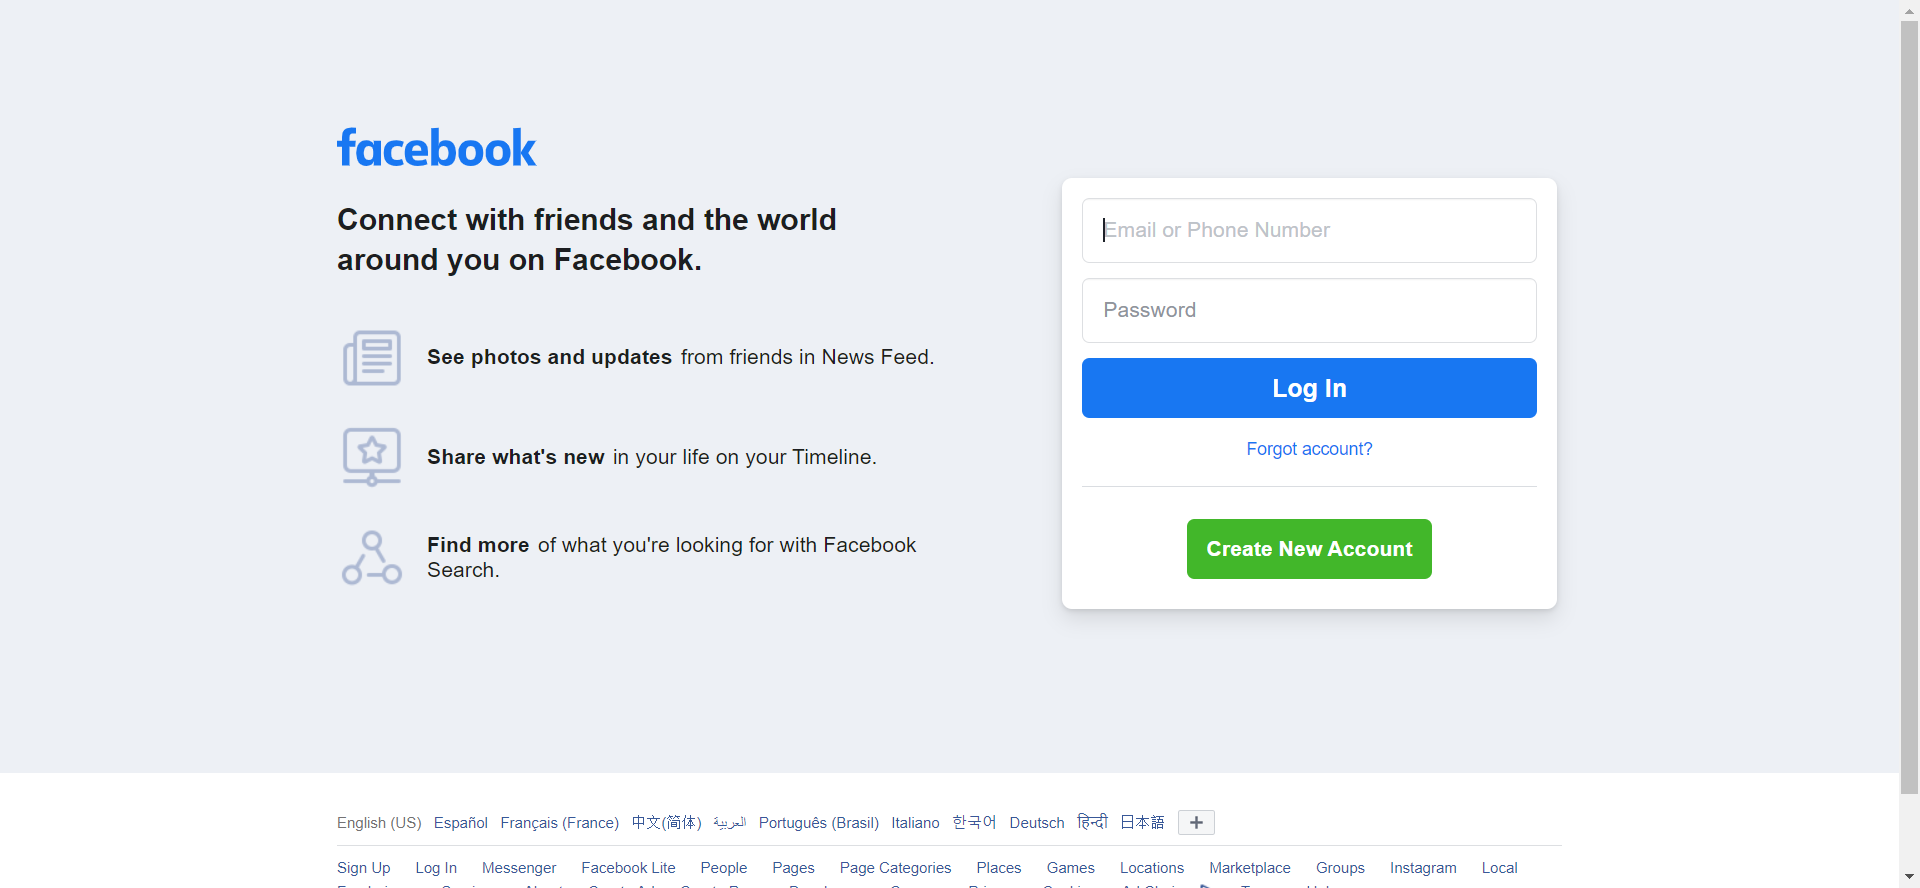 facebook
Connect with friends and the world
around you on Facebook.
See photos and updates from friends in News Feed.
Share what's new in your life on your Timeline.
Find more of what you're looking for with Facebook
Search.
Email or Phone Number
Password
Log In
Forgot account?
Create New Account
English (US) Español Français (France) 中文(简体) العربية Português (Brasil) Italiano 한국어 Deutsch हिन्दी 日本語 +
Sign Up Log In Messenger Facebook Lite People Pages Page Categories Places Games Locations Marketplace Groups Instagram Local